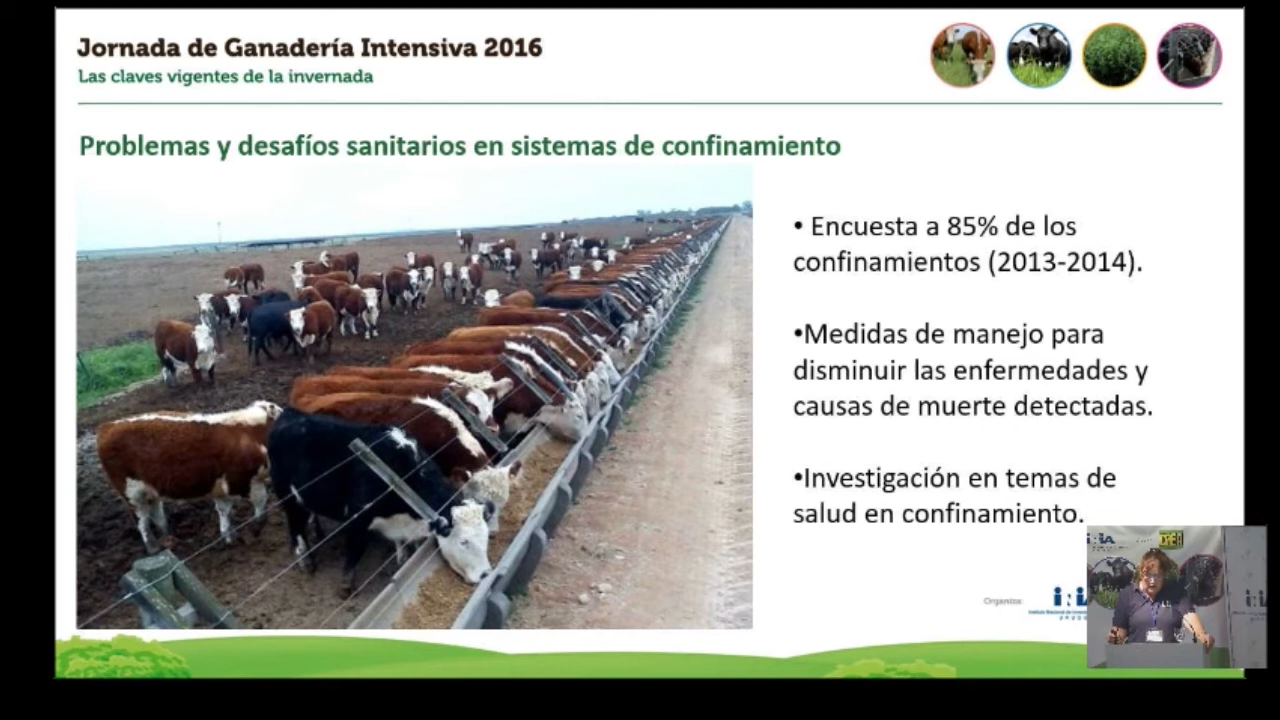 Jornada de Ganadería Intensiva 2016
Las claves vigentes de la invernada
Problemas y desafíos sanitarios en sistemas de confinamiento
• Encuesta a 85% de los
confinamientos (2013-2014).
•Medidas de manejo para
disminuir las enfermedades y
causas de muerte detectadas.
•Investigación en temas de
salud en confinamiento.
Organiza: